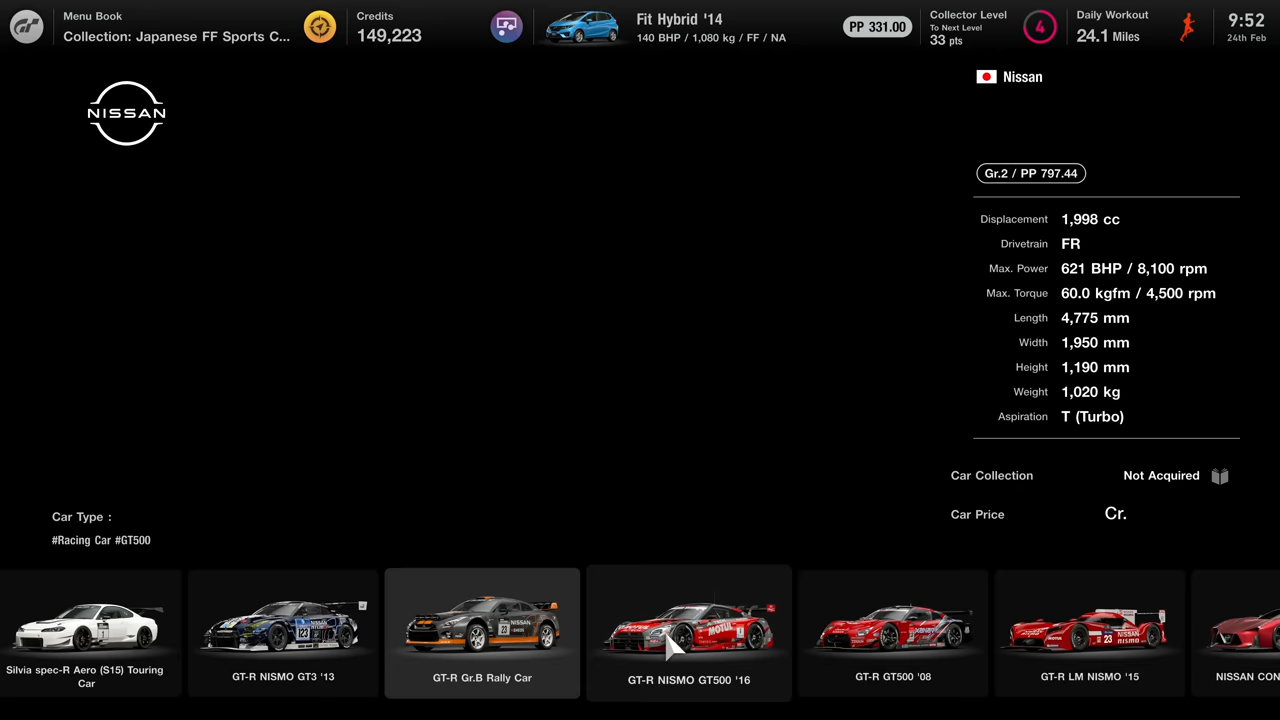 Menu Book
Collection: Japanese FF Sports C...
Credits
149,223
Fit Hybrid '14
140 BHP / 1,080 kg / FF / NA
PP 331.00
Collector Level
To Next Level
33 pts
4
Daily Workout
24.1 Miles
9:52
24th Feb
NISSAN
Nissan
Gr.2 / PP 797.44
Displacement 1,998 cc
Drivetrain FR
Max. Power 621 BHP / 8,100 rpm
Max. Torque 60.0 kgfm / 4,500 rpm
Length 4,775 mm
Width 1,950 mm
Height 1,190 mm
Weight 1,020 kg
Aspiration T (Turbo)
Car Collection Not Acquired
Car Price Cr.
Car Type :
#Racing Car #GT500
Silvia spec-R Aero (S15) Touring
Car
GT-R NISMO GT3 '13
GT-R Gr.B Rally Car
GT-R NISMO GT500 '16
GT-R GT500 '08
GT-R LM NISMO '15
NISSAN CON